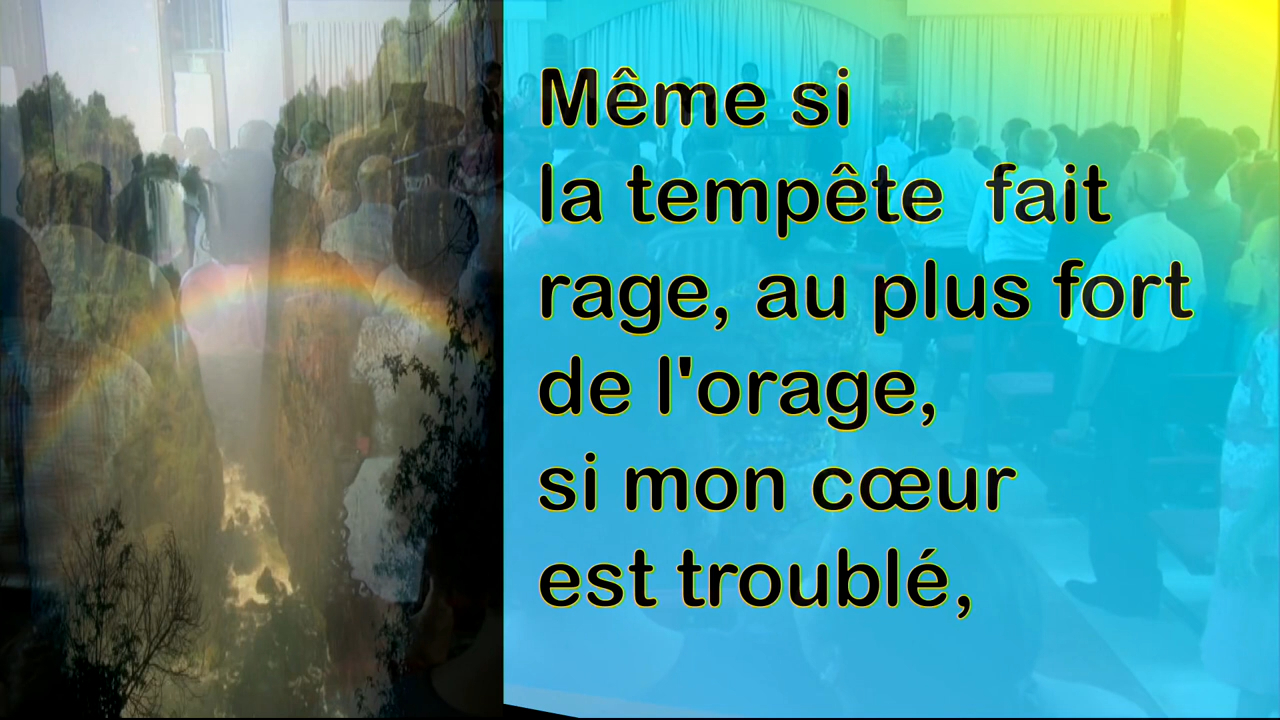 Même si
la tempête  fait
rage, au plus fort
de l'orage,
si mon cœur
est troublé,